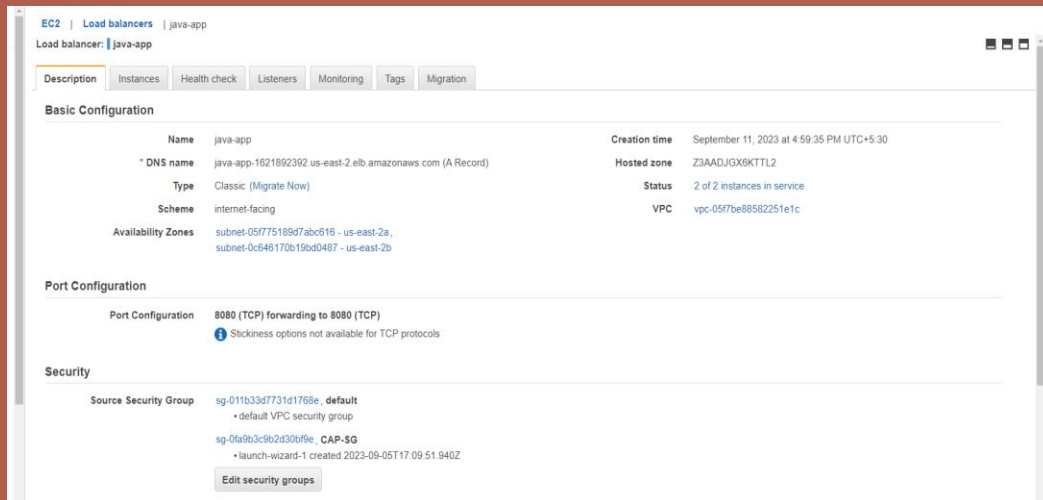 EC2 | Load balancers | java-app
Load balancer: java-app
Description Instances Health check Listeners Monitoring Tags Migration
Basic Configuration
Name java-app Creation time September 11, 2023 at 4:59:35 PM UTC+5:30
* DNS name java-app-1621892392.us-east-2.elb.amazonaws.com (A Record) Hosted zone Z3AADJGX6KTTL2
Type Classic (Migrate Now) Status 2 of 2 instances in service
Scheme internet-facing VPC vpc-05f7be88582251e1c
Availability Zones subnet-05f775189d7abc616 - us-east-2a,
subnet-0c646170b19bd0487 - us-east-2b
Port Configuration
Port Configuration 8080 (TCP) forwarding to 8080 (TCP)
Stickiness options not available for TCP protocols
Security
Source Security Group sg-011b33d7731d1768e, default
• default VPC security group
sg-0fa9b3c9b2d30bf9e, CAP-SG
• launch-wizard-1 created 2023-09-05T17:09:51.940Z
Edit security groups